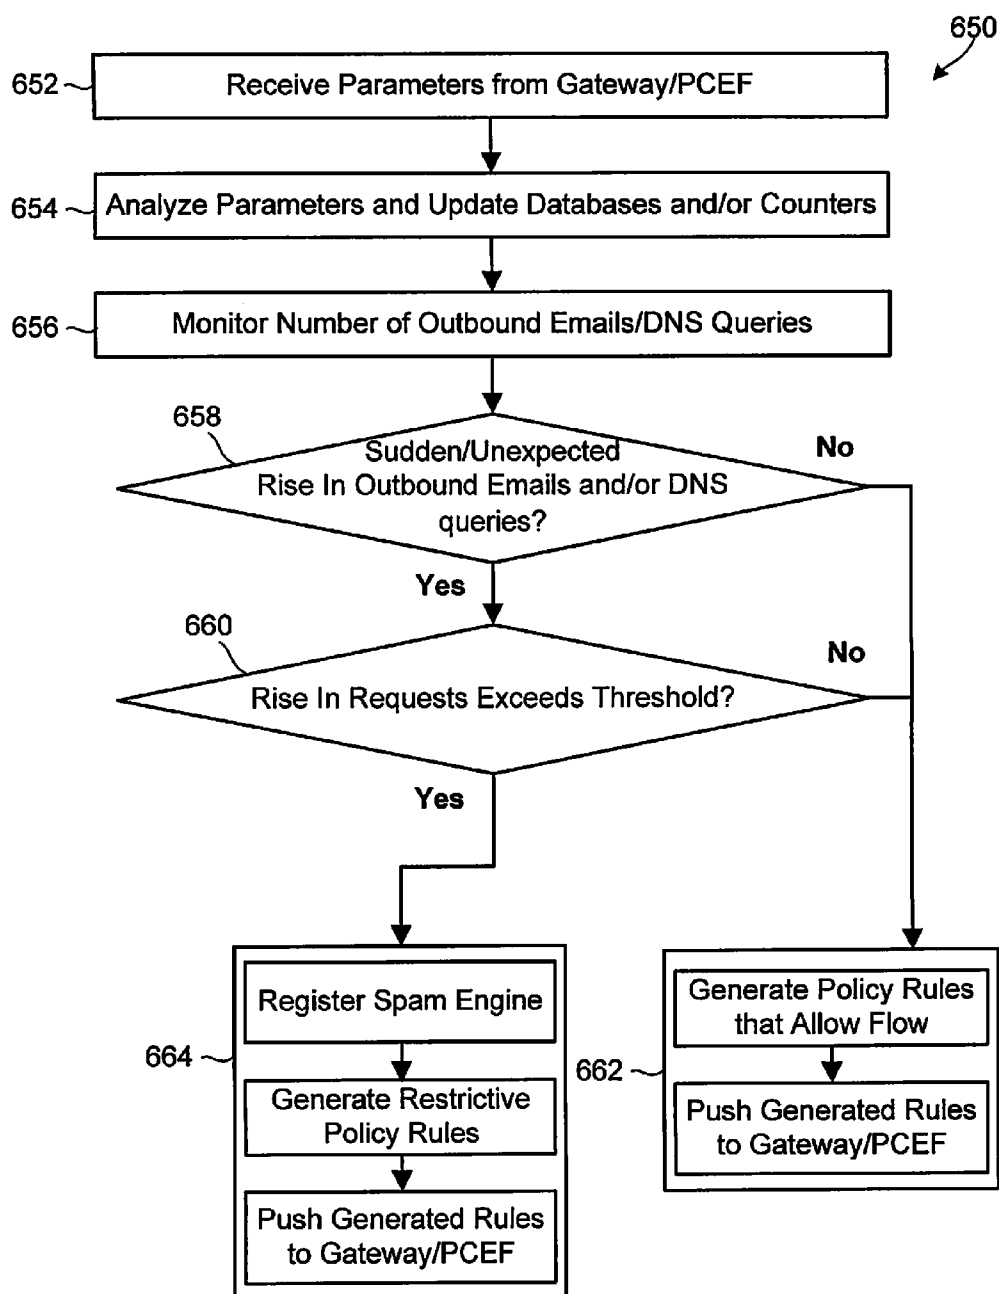 650
652
Receive Parameters from Gateway/PCEF
654
Analyze Parameters and Update Databases and/or Counters
656
Monitor Number of Outbound Emails/DNS Queries
658
Sudden/Unexpected
Rise In Outbound Emails and/or DNS
queries?
No
Yes
660
Rise In Requests Exceeds Threshold?
No
Yes
664
Register Spam Engine
Generate Restrictive
Policy Rules
Push Generated Rules
to Gateway/PCEF
662
Generate Policy Rules
that Allow Flow
Push Generated Rules
to Gateway/PCEF